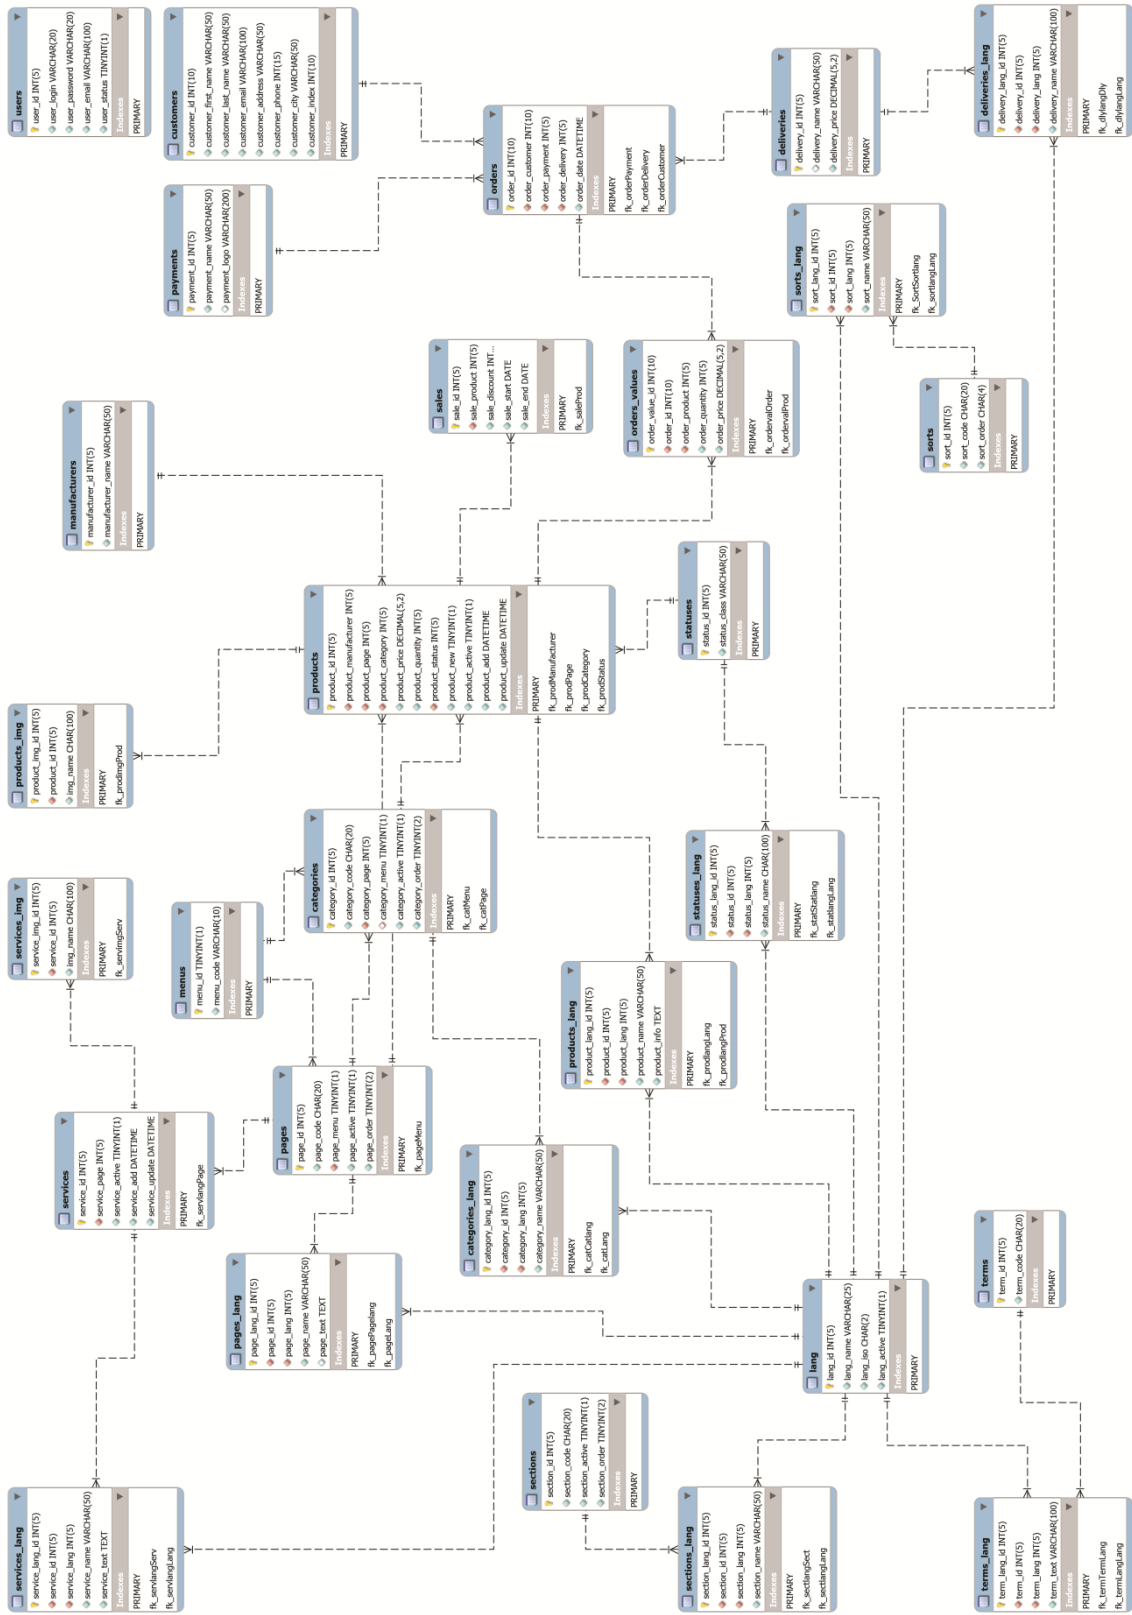 services_lang
service_lang_id INT(5)
service_id INT(5)
service_lang INT(5)
service_name VARCHAR(50)
service_text TEXT
Indexes
PRIMARY
fk_servlangServ
fk_servlangLang
services
service_id INT(5)
service_page INT(5)
service_active TINYINT(1)
service_add DATETIME
service_update DATETIME
Indexes
PRIMARY
fk_servlangPage
services_img
service_img_id INT(5)
service_id INT(5)
img_name CHAR(100)
Indexes
PRIMARY
fk_servimgServ
products_img
product_img_id INT(5)
product_id INT(5)
img_name CHAR(100)
Indexes
PRIMARY
fk_prodimgProd
manufacturers
manufacturer_id INT(5)
manufacturer_name VARCHAR(50)
Indexes
PRIMARY
users
user_id INT(5)
user_login VARCHAR(20)
user_password VARCHAR(20)
user_email VARCHAR(100)
user_status TINYINT(1)
Indexes
PRIMARY
customers
customer_id INT(10)
customer_first_name VARCHAR(50)
customer_last_name VARCHAR(50)
customer_email VARCHAR(100)
customer_address VARCHAR(50)
customer_phone INT(15)
customer_city VARCHAR(50)
customer_index INT(10)
Indexes
PRIMARY
payments
payment_id INT(5)
payment_name VARCHAR(50)
payment_logo VARCHAR(200)
Indexes
PRIMARY
menus
menu_id TINYINT(1)
menu_code VARCHAR(10)
Indexes
PRIMARY
pages_lang
page_lang_id INT(5)
page_id INT(5)
page_lang INT(5)
page_name VARCHAR(50)
page_text TEXT
Indexes
PRIMARY
fk_pagePagelang
fk_pageLang
pages
page_id INT(5)
page_code CHAR(20)
page_menu TINYINT(1)
page_active TINYINT(1)
page_order TINYINT(2)
Indexes
PRIMARY
fk_pageMenu
categories
category_id INT(5)
category_code CHAR(20)
category_page INT(5)
category_menu TINYINT(1)
category_active TINYINT(1)
category_order TINYINT(2)
Indexes
PRIMARY
fk_catMenu
fk_catPage
products
product_id INT(5)
product_manufacturer INT(5)
product_page INT(5)
product_category INT(5)
product_price DECIMAL(5,2)
product_quantity INT(5)
product_status INT(5)
product_new TINYINT(1)
product_active TINYINT(1)
product_add DATETIME
product_update DATETIME
Indexes
PRIMARY
fk_prodManufacturer
fk_prodPage
fk_prodCategory
fk_prodStatus
sales
sale_id INT(5)
sale_product INT(5)
sale_discount INT...
sale_start DATE
sale_end DATE
Indexes
PRIMARY
fk_saleProd
orders
order_id INT(10)
order_customer INT(10)
order_payment INT(5)
order_delivery INT(5)
order_date DATETIME
Indexes
PRIMARY
fk_orderPayment
fk_orderDelivery
fk_orderCustomer
categories_lang
category_lang_id INT(5)
category_id INT(5)
category_lang INT(5)
category_name VARCHAR(50)
Indexes
PRIMARY
fk_catCatlang
fk_catLang
sections
section_id INT(5)
section_code CHAR(20)
section_active TINYINT(1)
section_order TINYINT(2)
Indexes
PRIMARY
products_lang
product_lang_id INT(5)
product_id INT(5)
product_lang INT(5)
product_name VARCHAR(50)
product_info TEXT
Indexes
PRIMARY
fk_prodlangLang
fk_prodlangProd
orders_values
order_value_id INT(10)
order_id INT(10)
order_product INT(5)
order_quantity INT(5)
order_price DECIMAL(5,2)
Indexes
PRIMARY
fk_ordervalOrder
fk_ordervalProd
sections_lang
section_lang_id INT(5)
section_id INT(5)
section_lang INT(5)
section_name VARCHAR(50)
Indexes
PRIMARY
fk_sectlangSect
fk_sectlangLang
statuses_lang
status_lang_id INT(5)
status_id INT(5)
status_lang INT(5)
status_name CHAR(100)
Indexes
PRIMARY
fk_statStatlang
fk_statlangLang
statuses
status_id INT(5)
status_class VARCHAR(50)
Indexes
PRIMARY
deliveries
delivery_id INT(5)
delivery_name VARCHAR(50)
delivery_price DECIMAL(5,2)
Indexes
PRIMARY
lang
lang_id INT(5)
lang_name VARCHAR(25)
lang_iso CHAR(2)
lang_active TINYINT(1)
Indexes
PRIMARY
sorts_lang
sort_lang_id INT(5)
sort_id INT(5)
sort_lang INT(5)
sort_name VARCHAR(50)
Indexes
PRIMARY
fk_SortSortlang
fk_sortlangLang
sorts
sort_id INT(5)
sort_code CHAR(20)
sort_order CHAR(4)
Indexes
PRIMARY
terms_lang
term_lang_id INT(5)
term_id INT(5)
term_lang INT(5)
term_text VARCHAR(100)
Indexes
PRIMARY
fk_termTermLang
fk_termLangLang
terms
term_id INT(5)
term_code CHAR(20)
Indexes
PRIMARY
deliveries_lang
delivery_lang_id INT(5)
delivery_id INT(5)
delivery_lang INT(5)
delivery_name VARCHAR(100)
Indexes
PRIMARY
fk_dlylangDly
fk_dlylangLang